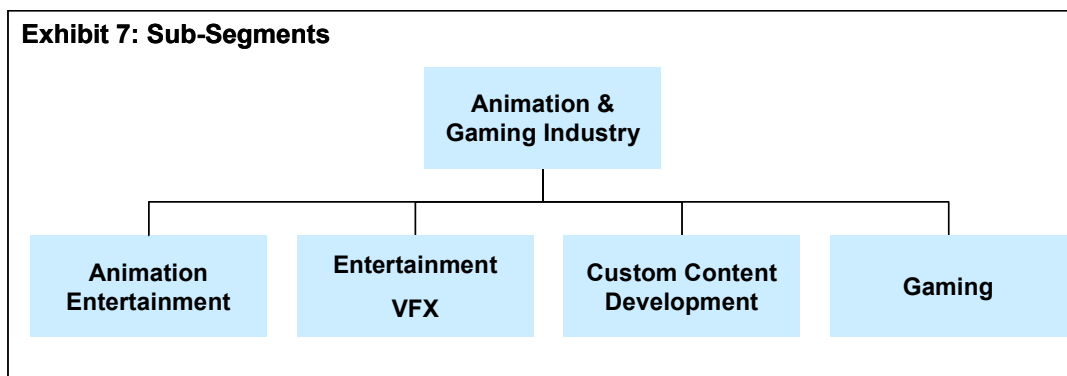 Exhibit 7: Sub-Segments
Animation &
Gaming Industry
Animation
Entertainment
Entertainment
VFX
Custom Content
Development
Gaming